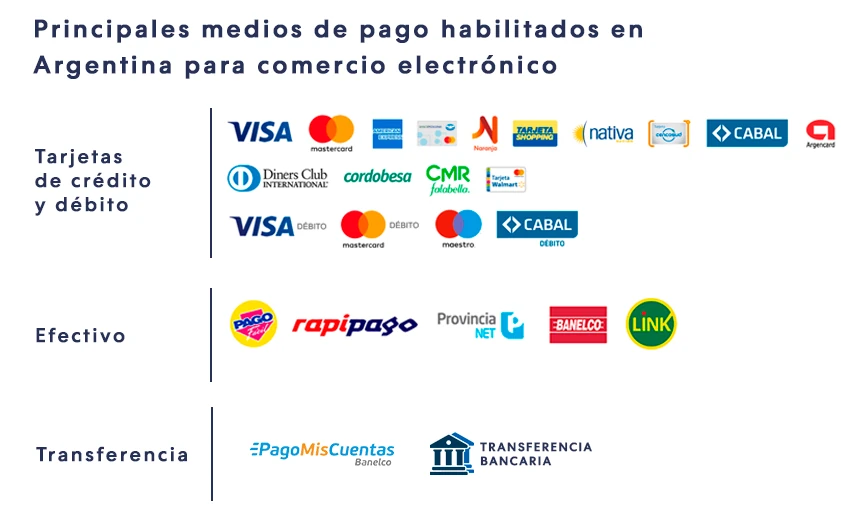 Principales medios de pago habilitados en
Argentina para comercio electrónico
Tarjetas
de crédito
y débito
VISA
mastercard
AMERICAN
EXPRESS
Naranja
TARJETA
SHOPPING
nativa
cencosud
CABAL
Argencard
Diners Club
INTERNATIONAL
cordobesa
CMR
falabella.
Tarjeta
Walmart
VISA DÉBITO
mastercard
DÉBITO
maestro
CABAL
DÉBITO
Efectivo
PAGO
fácil
rapipago
Provincia
NET
BANELCO
LINK
Transferencia
PagoMisCuentas
Banelco
TRANSFERENCIA
BANCARIA